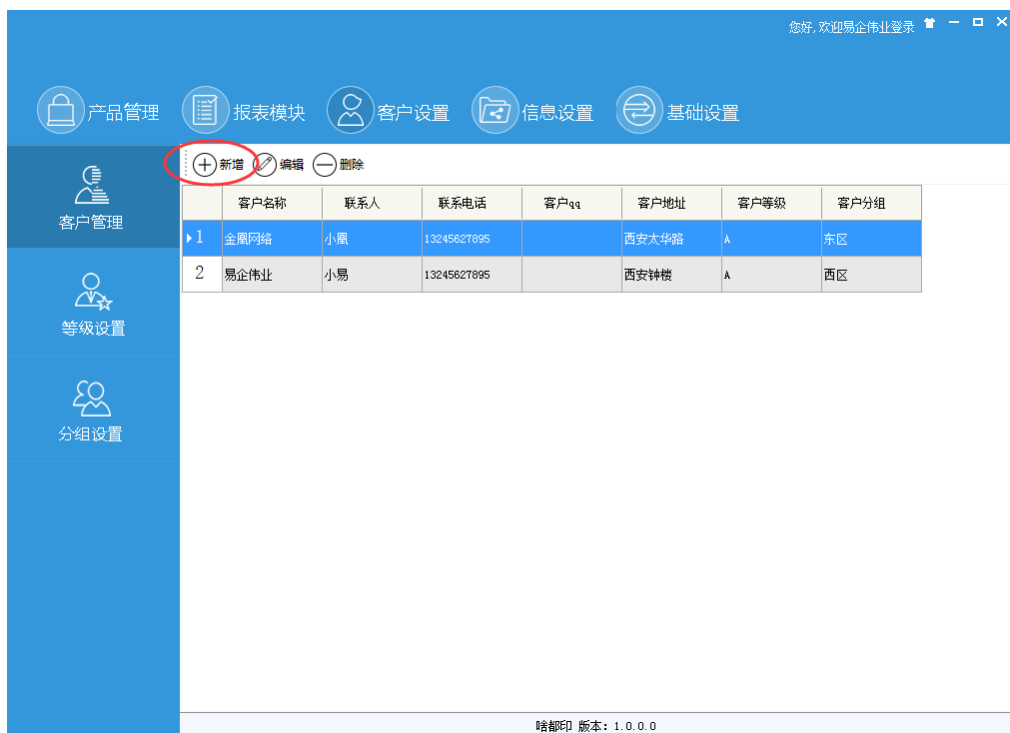 您好,欢迎易企伟业登录
产品管理 报表模块 客户设置 信息设置 基础设置
客户管理
等级设置
分组设置
新增 编辑 删除
客户名称 联系人 联系电话 客户qq 客户地址 客户等级 客户分组
1 金凰网络 小凰 13245627895 西安太华路 A 东区
2 易企伟业 小易 13245627895 西安钟楼 A 西区
啥都印 版本: 1.0.0.0